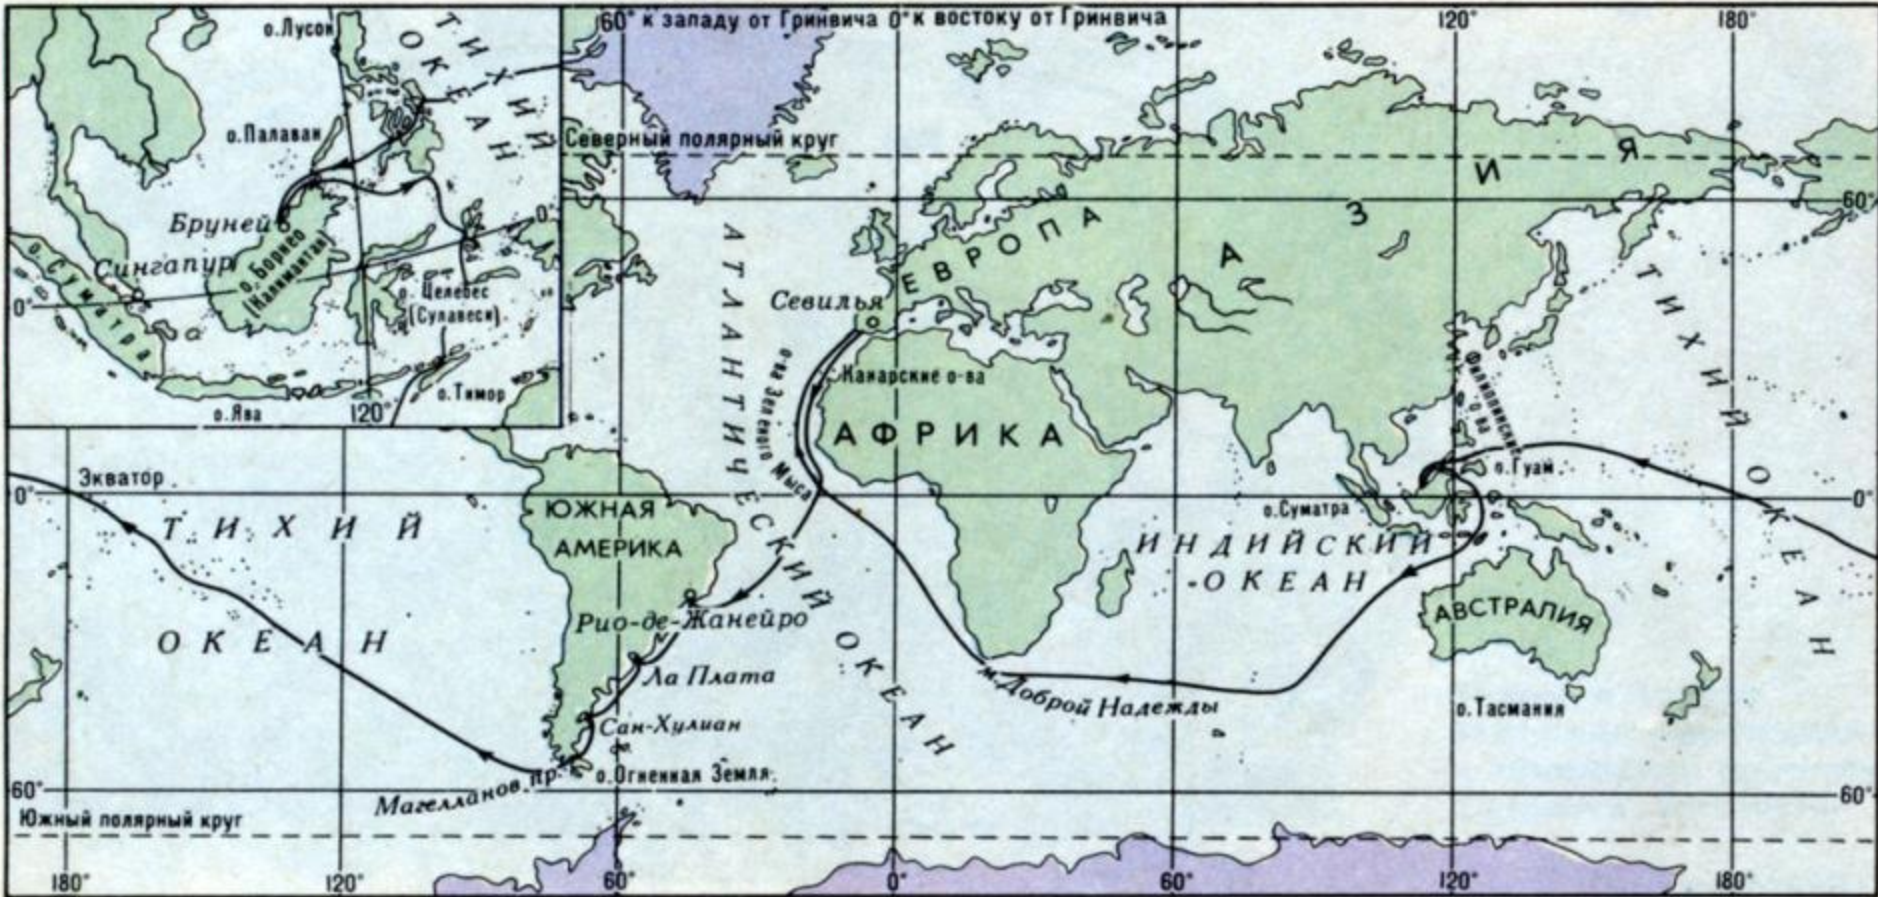 60° к западу от Гринвича 0° к востоку от Гринвича
120°
180°
о.Лусон
ТИХИЙ
ОКЕАН
о.Палаван
Бруней
о.Борнео
(Калимантан)
Сингапур
о.Суматра
о.Целебес
(Сулавеси)
о.Ява
о.Тимор
120°
0°
0°
Северный полярный круг
60°
ЕВРОПА
АЗИЯ
Севилья
Канарские о-ва
о-ва Зеленого Мыса
АФРИКА
АТЛАНТИЧЕСКИЙ ОКЕАН
ТИХИЙ ОКЕАН
Филиппинские
о-ва
о.Гуам
о.Суматра
0°
Экватор
0°
ТИХИЙ
ОКЕАН
ЮЖНАЯ
АМЕРИКА
ИНДИЙСКИЙ
ОКЕАН
АВСТРАЛИЯ
Рио-де-Жанейро
Ла Плата
м.Доброй Надежды
Сан-Хулиан
о.Тасмания
о.Огненная Земля
Магелланов пр.
60°
60°
Южный полярный круг
180°
120°
60°
0°
60°
120°
180°